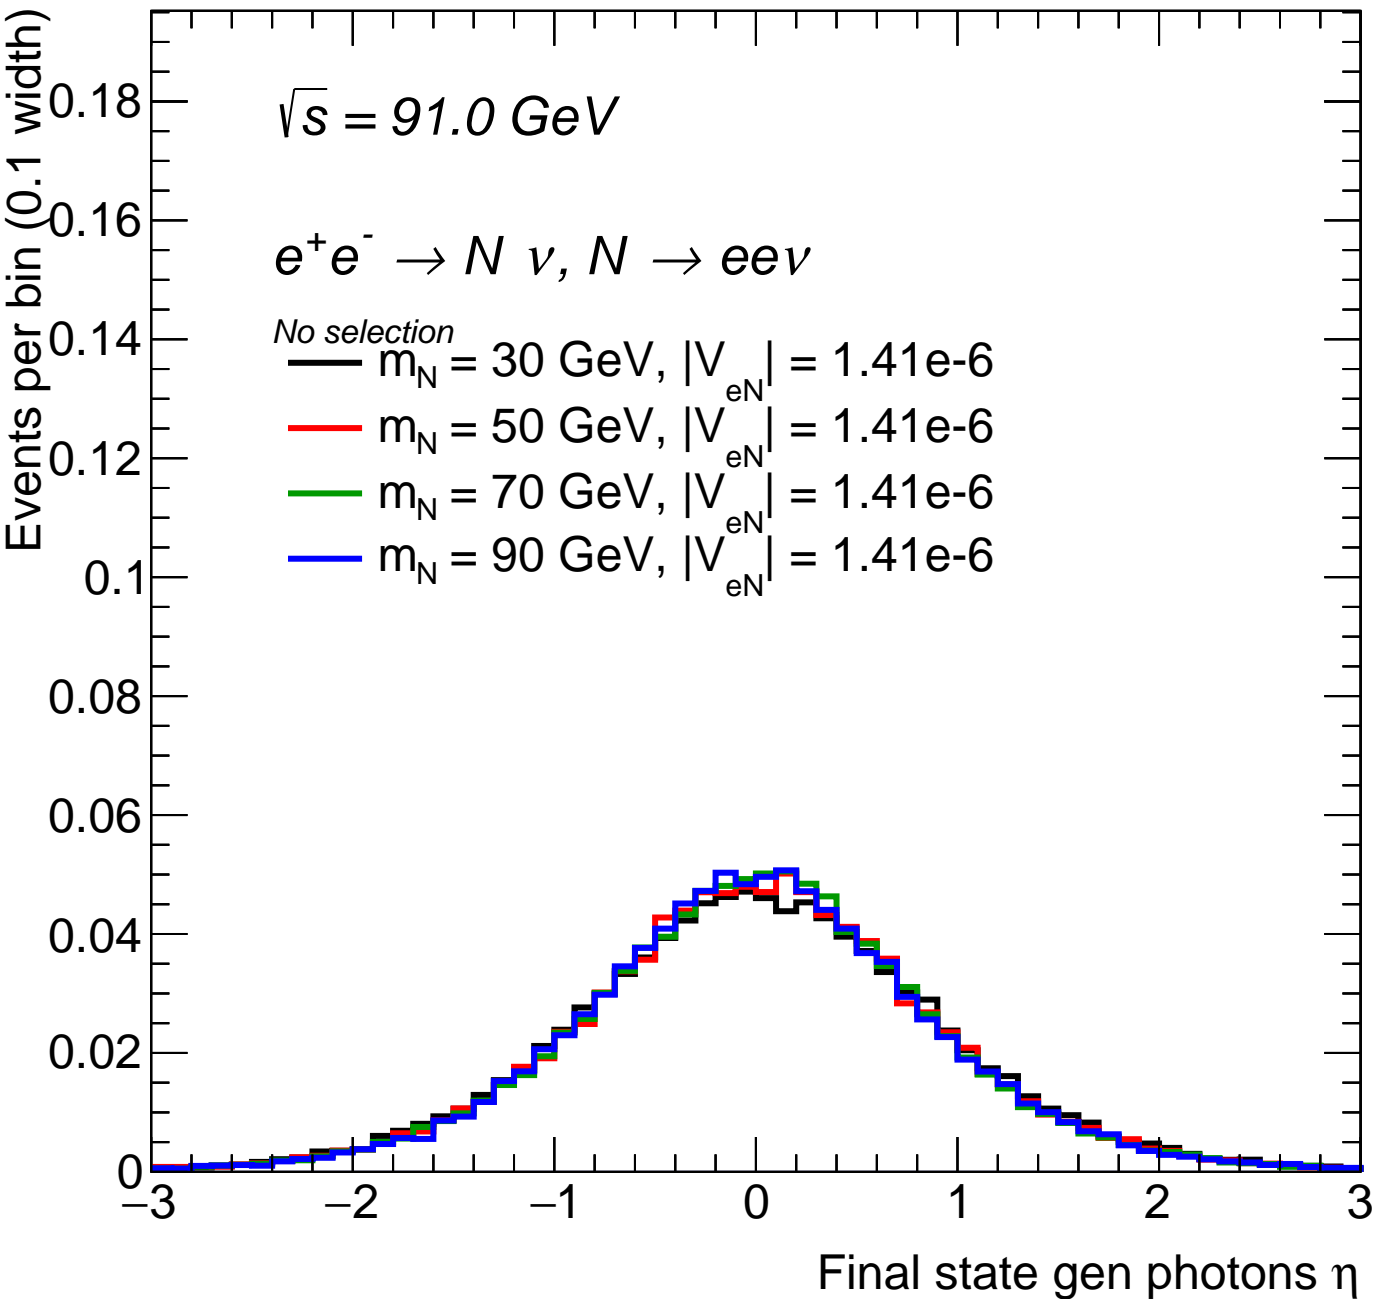 Events per bin (0.1 width)
0.18
0.16
0.14
0.12
0.1
0.08
0.06
0.04
0.02
0
√s = 91.0 GeV
e⁺e⁻ → N ν, N → eeν
No selection
m_N = 30 GeV, |V_eN| = 1.41e-6
m_N = 50 GeV, |V_eN| = 1.41e-6
m_N = 70 GeV, |V_eN| = 1.41e-6
m_N = 90 GeV, |V_eN| = 1.41e-6
−3 −2 −1 0 1 2 3
Final state gen photons η